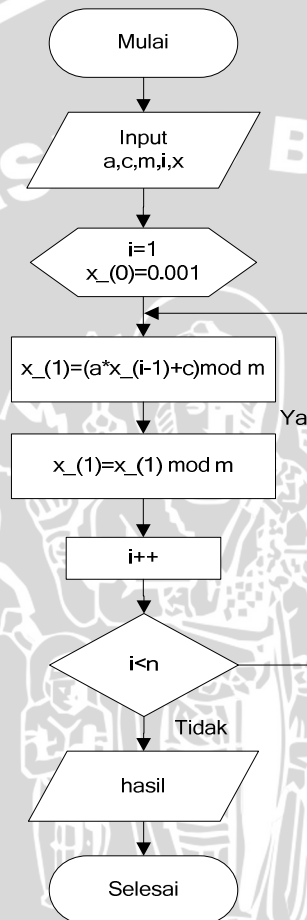 Mulai
Input
a,c,m,i,x
i=1
x_(0)=0.001
x_(1)=(a*x_(i-1)+c)mod m
Ya
x_(1)=x_(1) mod m
i++
i<n
Tidak
hasil
Selesai